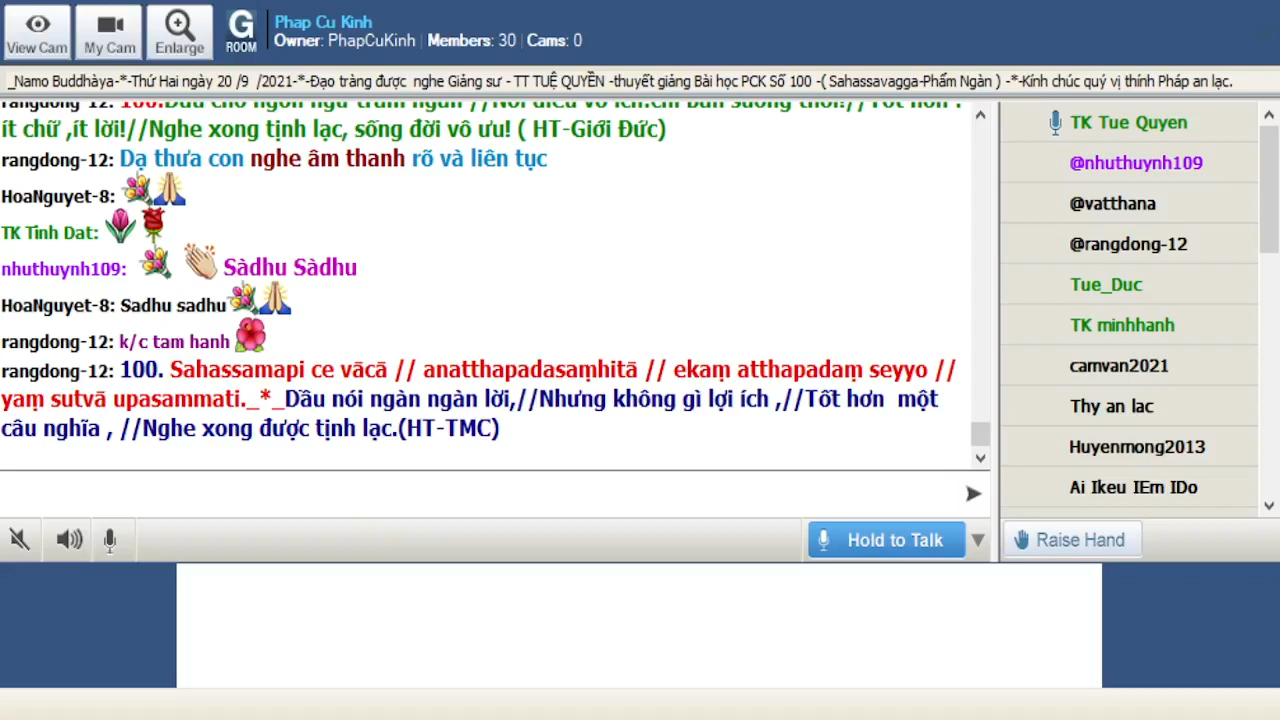 View Cam
My Cam
Enlarge
G ROOM
Phap Cu Kinh
Owner: PhapCuKinh | Members: 30 | Cams: 0
_Namo Buddhàya-*-Thứ Hai ngày 20 /9 /2021-*-Đạo tràng được nghe Giảng sư - TT TUỆ QUYỀN -thuyết giảng Bài học PCK Số 100 -( Sahassavagga-Phẩm Ngàn ) -*-Kính chúc quý vị thính Pháp an lạc.
ít chữ ,ít lời!//Nghe xong tịnh lạc, sống đời vô ưu! ( HT-Giới Đức)
rangdong-12: Dạ thưa con nghe âm thanh rõ và liên tục
HoaNguyet-8:
TK Tinh Dat:
nhuthuynh109: Sàdhu Sàdhu
HoaNguyet-8: Sadhu sadhu
rangdong-12: k/c tam hanh
rangdong-12: 100. Sahassamapi ce vācā // anatthapadasaṃhitā // ekaṃ atthapadaṃ seyyo //
yaṃ sutvā upasammati._*_Dầu nói ngàn ngàn lời,//Nhưng không gì lợi ích ,//Tốt hơn một
câu nghĩa , //Nghe xong được tịnh lạc.(HT-TMC)
TK Tue Quyen
@nhuthuynh109
@vatthana
@rangdong-12
Tue_Duc
TK minhhanh
camvan2021
Thy an lac
Huyenmong2013
Ai Ikeu IEm IDo
Hold to Talk
Raise Hand